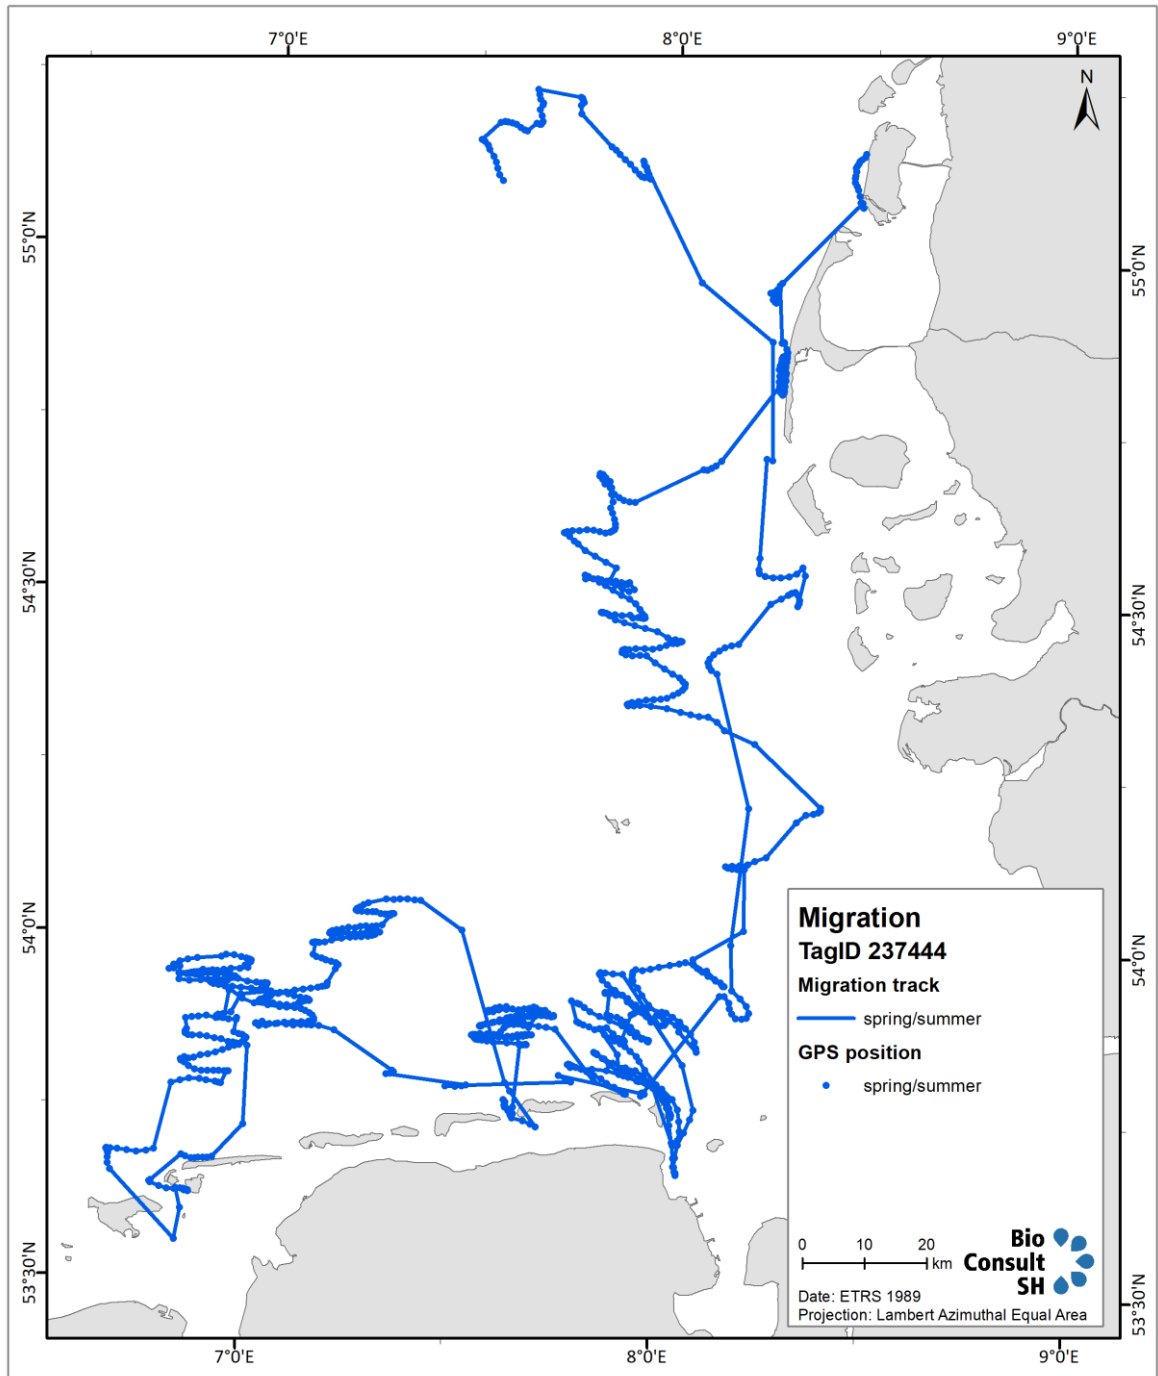 7°0'E 8°0'E 9°0'E
N
55°0'N
55°0'N
54°30'N
54°30'N
54°0'N
54°0'N
53°30'N
53°30'N
Migration
TagID 237444
Migration track
spring/summer
GPS position
spring/summer
0 10 20
km
Bio
Consult
SH
Date: ETRS 1989
Projection: Lambert Azimuthal Equal Area
7°0'E 8°0'E 9°0'E